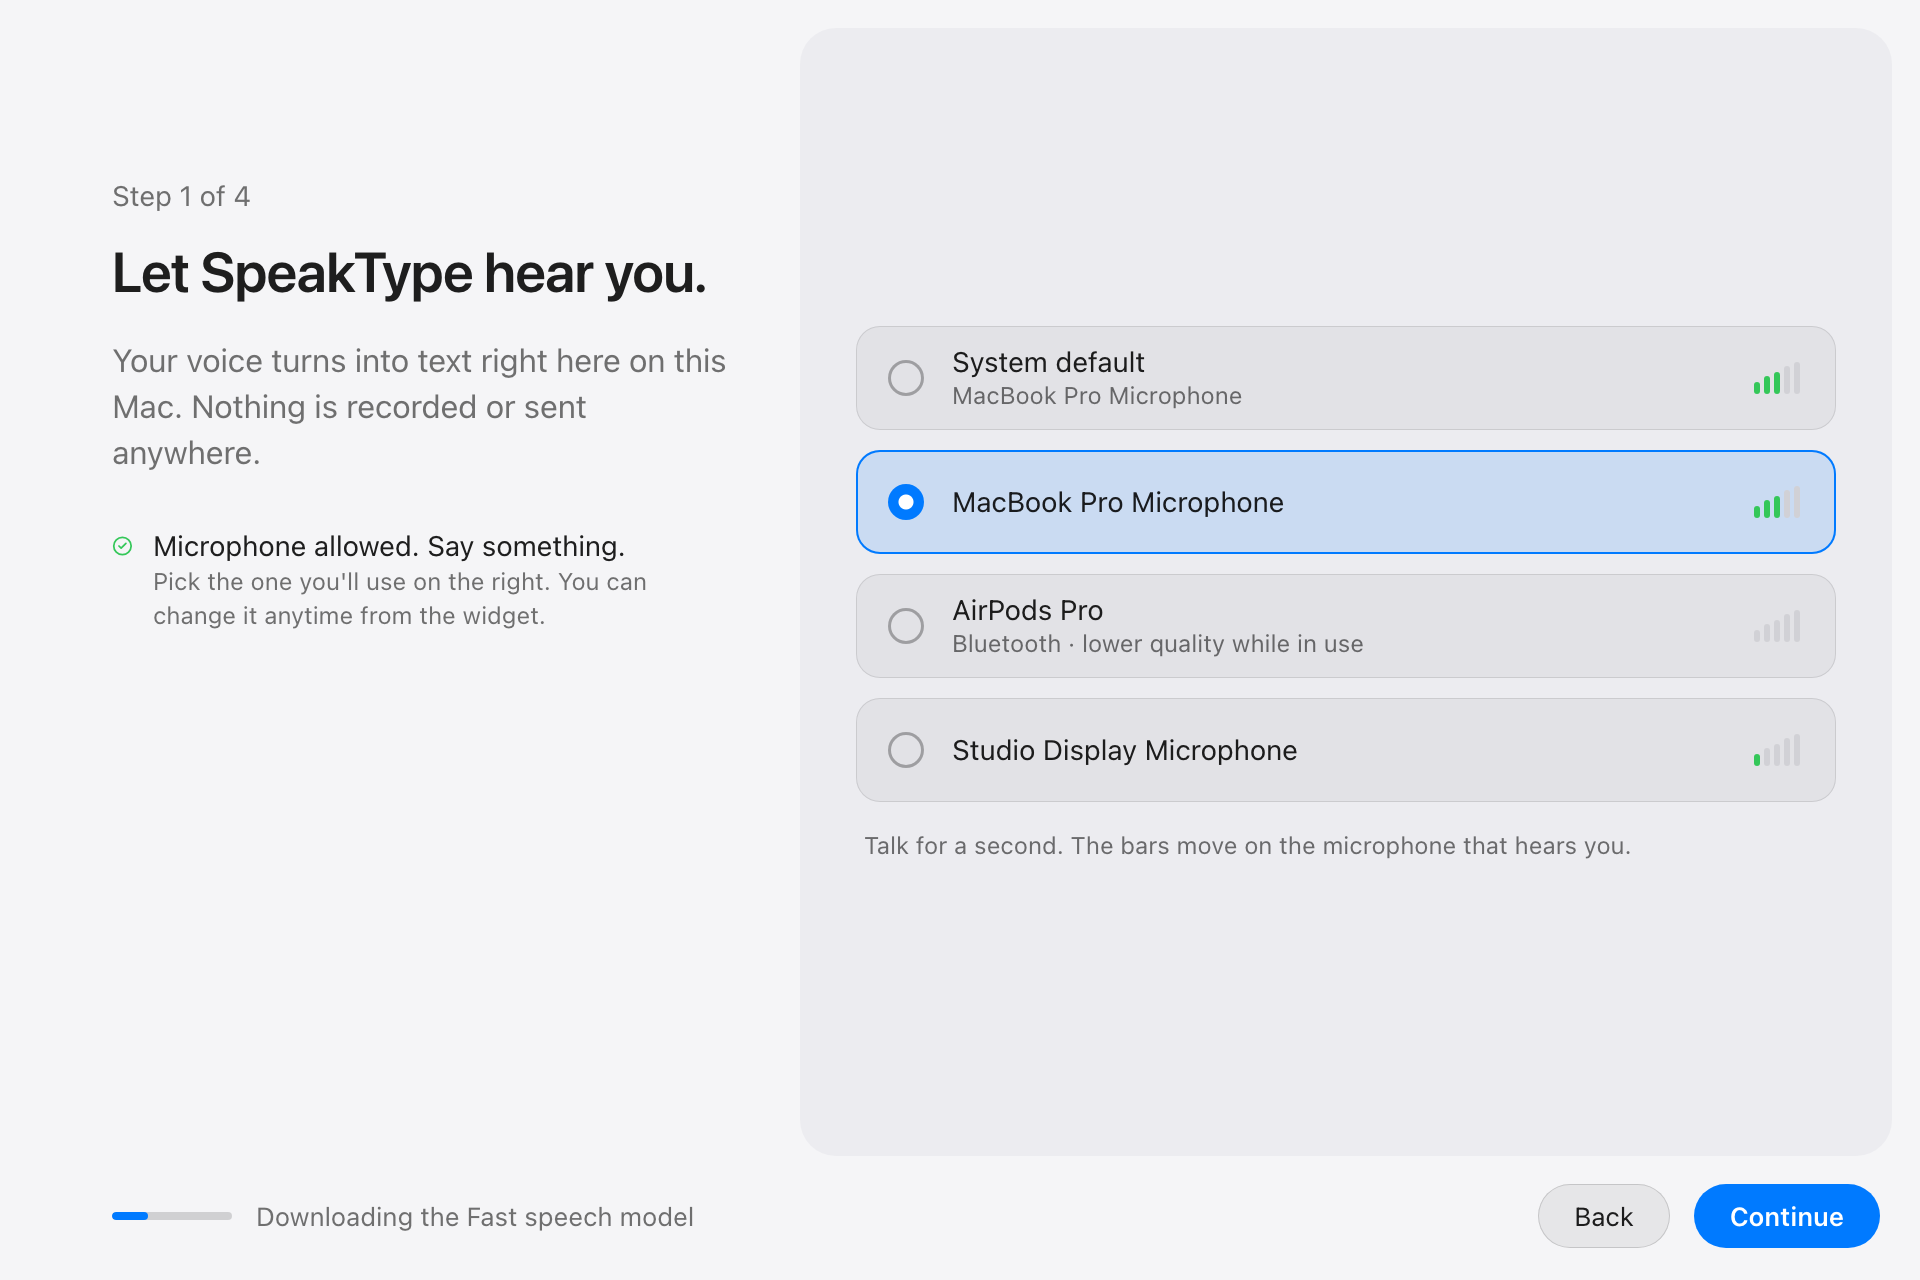 Step 1 of 4
Let SpeakType hear you.
Your voice turns into text right here on this
Mac. Nothing is recorded or sent
anywhere.
Microphone allowed. Say something.
Pick the one you'll use on the right. You can
change it anytime from the widget.
System default
MacBook Pro Microphone
MacBook Pro Microphone
AirPods Pro
Bluetooth · lower quality while in use
Studio Display Microphone
Talk for a second. The bars move on the microphone that hears you.
Downloading the Fast speech model
Back
Continue